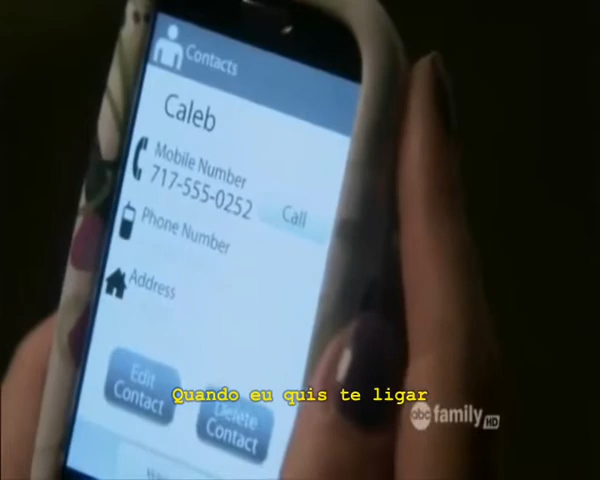 Contacts
Caleb
Mobile Number
717-555-0252
Call
Phone Number
Address
Edit
Contact
Delete
Contact
Quando eu quis te ligar
abc family HD